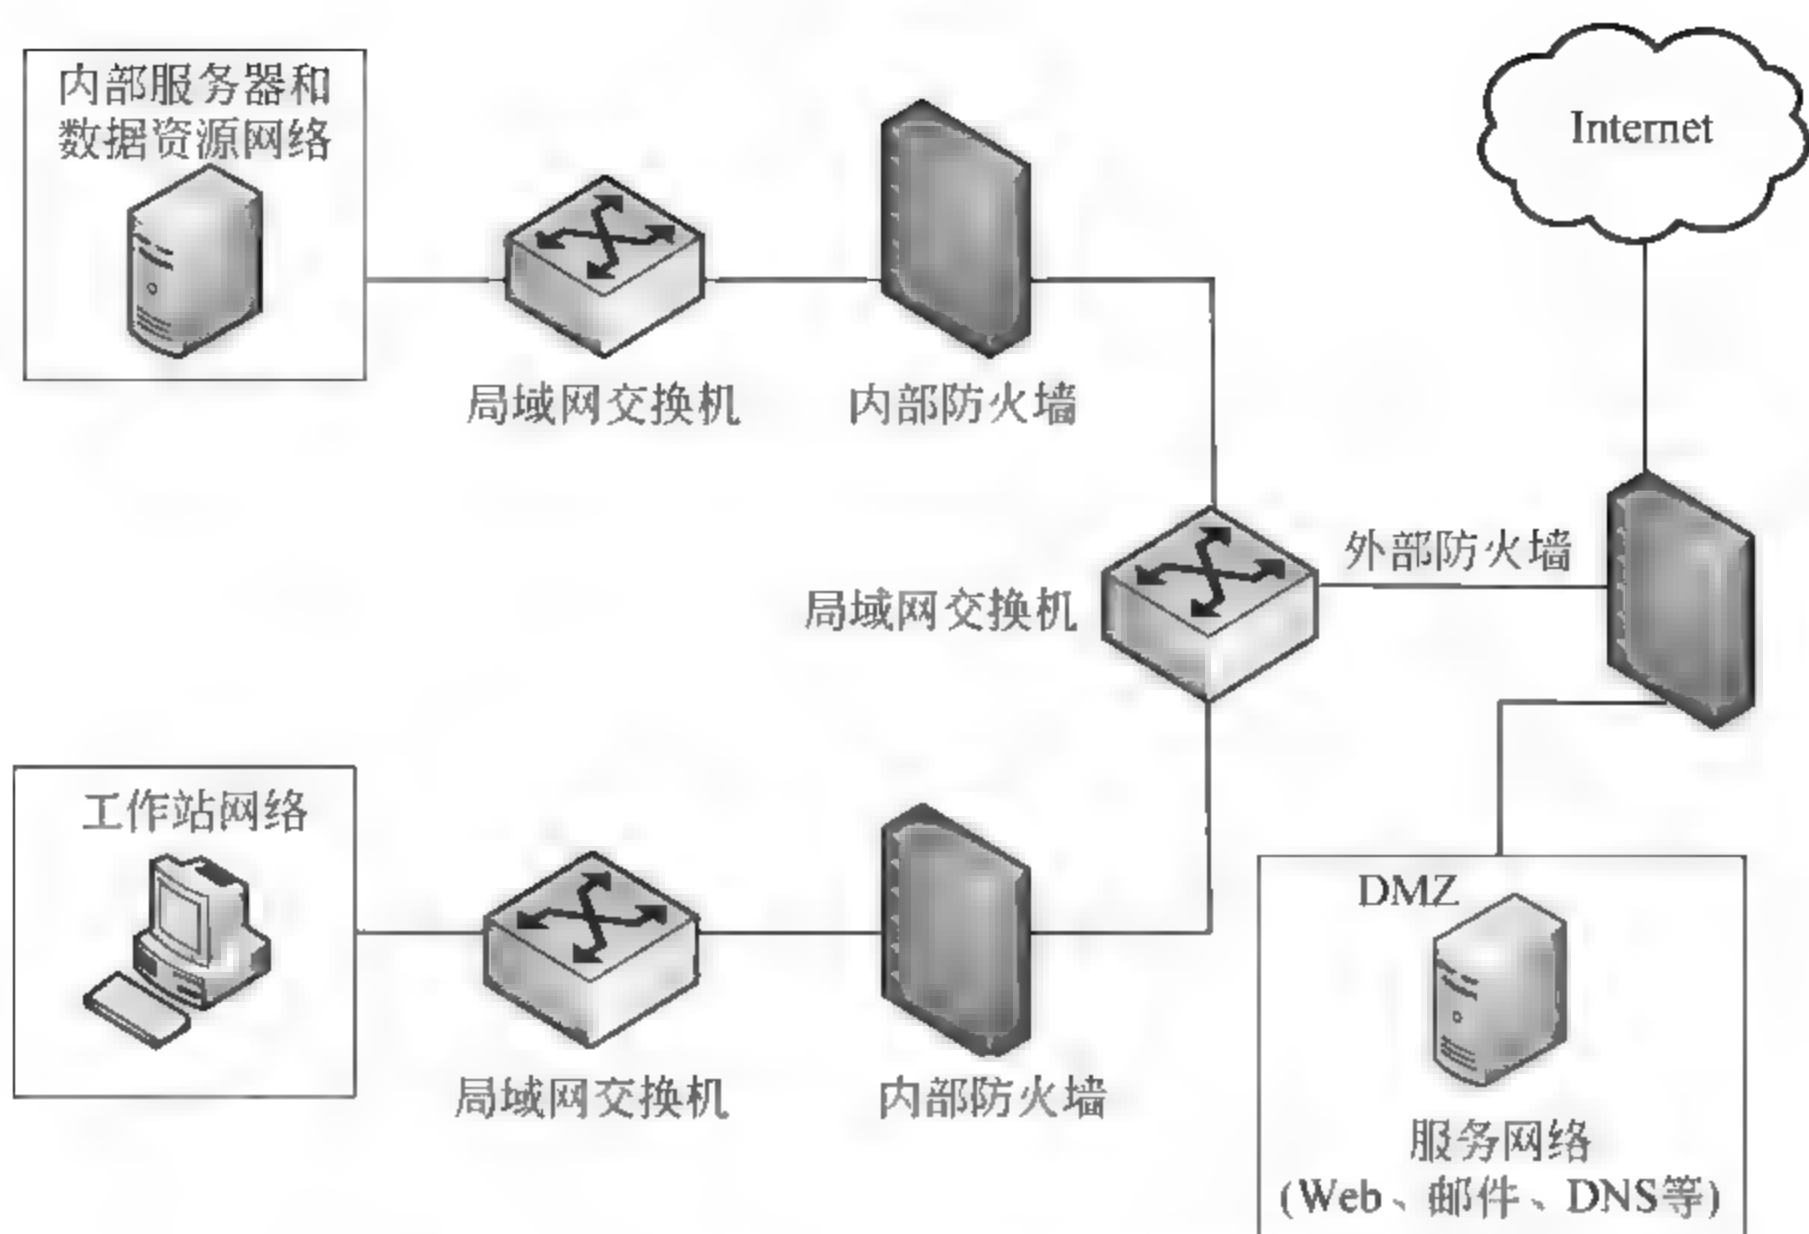 内部服务器和
数据资源网络
Internet
局域网交换机
内部防火墙
外部防火墙
局域网交换机
工作站网络
DMZ
局域网交换机
内部防火墙
服务网络
(Web、邮件、DNS等)